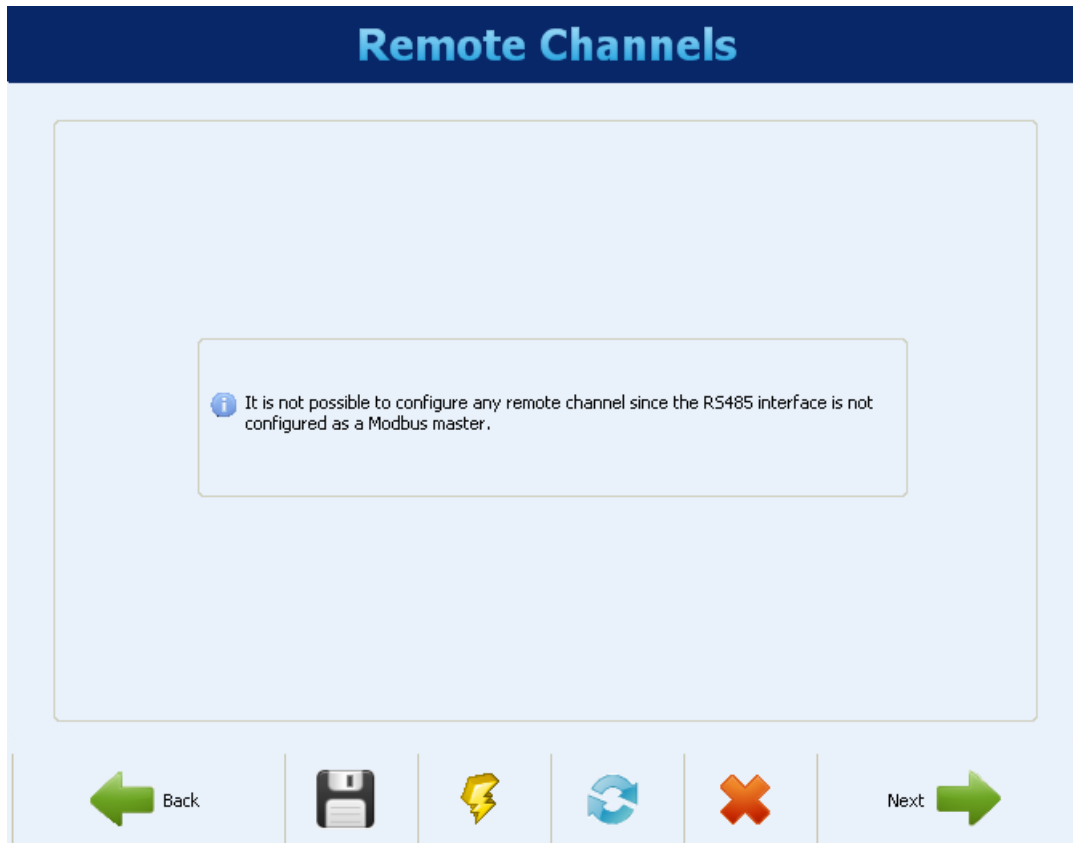 Remote Channels
It is not possible to configure any remote channel since the RS485 interface is not
configured as a Modbus master.
Back
Next